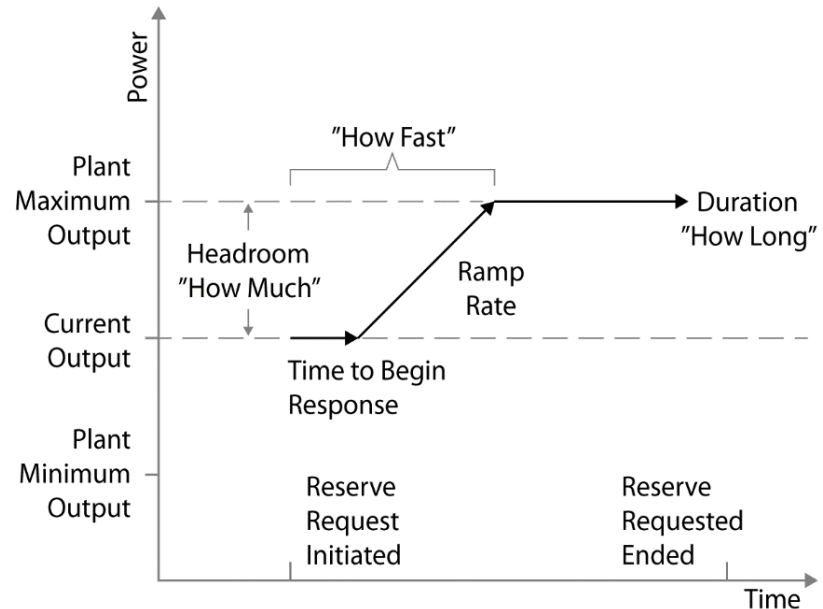 Power
"How Fast"
Plant
Maximum
Output
Duration
"How Long"
Headroom
"How Much"
Ramp
Rate
Current
Output
Time to Begin
Response
Plant
Minimum
Output
Reserve
Request
Initiated
Reserve
Requested
Ended
Time